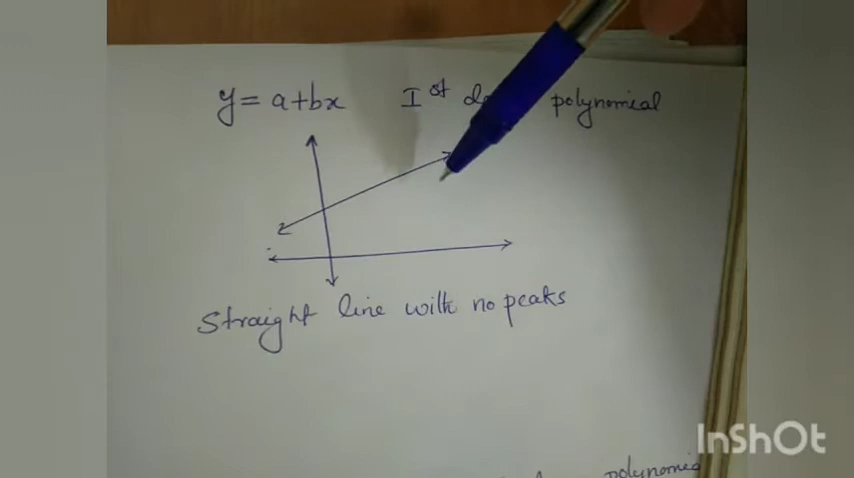 y = a+bx Ist polynomial
Straight line with no peaks
InShOt